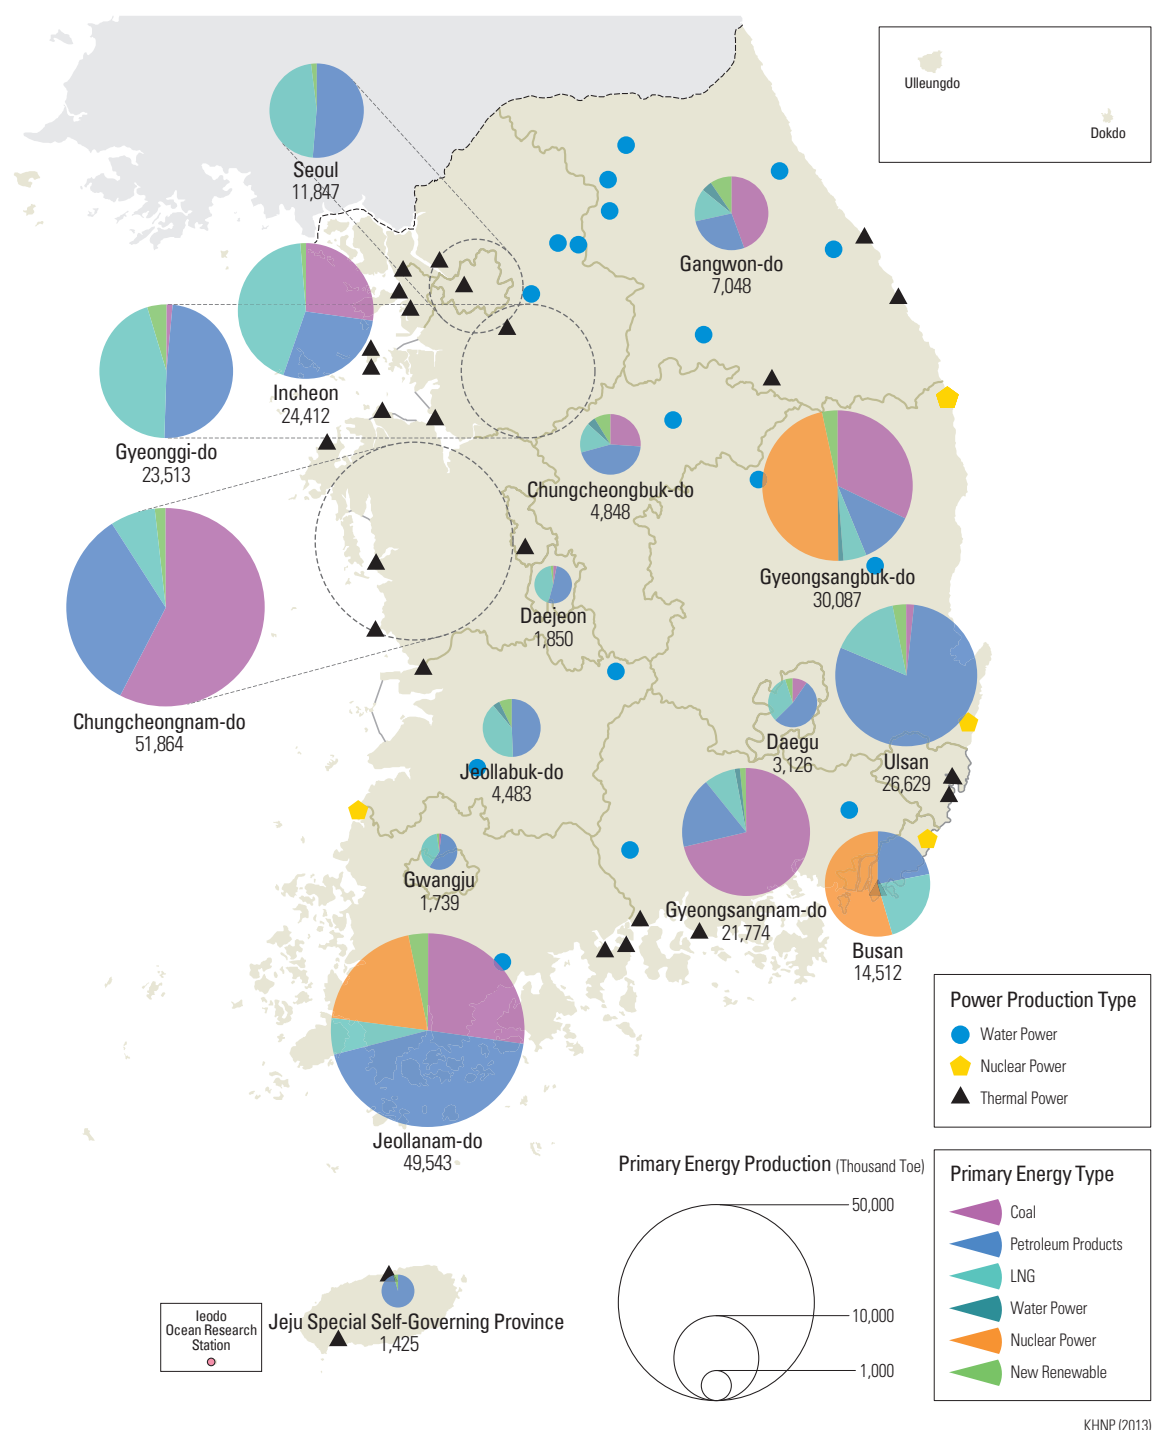 Ulleungdo
Dokdo
Seoul
11,847
Gangwon-do
7,048
Incheon
24,412
Gyeonggi-do
23,513
Chungcheongbuk-do
4,848
Gyeongsangbuk-do
30,087
Daejeon
1,850
Chungcheongnam-do
51,864
Daegu
3,126
Ulsan
26,629
Jeollabuk-do
4,483
Gwangju
1,739
Gyeongsangnam-do
21,774
Busan
14,512
Jeollanam-do
49,543
Power Production Type
Water Power
Nuclear Power
Thermal Power
Primary Energy Production (Thousand Toe)
50,000
10,000
1,000
Primary Energy Type
Coal
Petroleum Products
LNG
Water Power
Nuclear Power
New Renewable
Ieodo
Ocean Research
Station
Jeju Special Self-Governing Province
1,425
KHNP (2013)